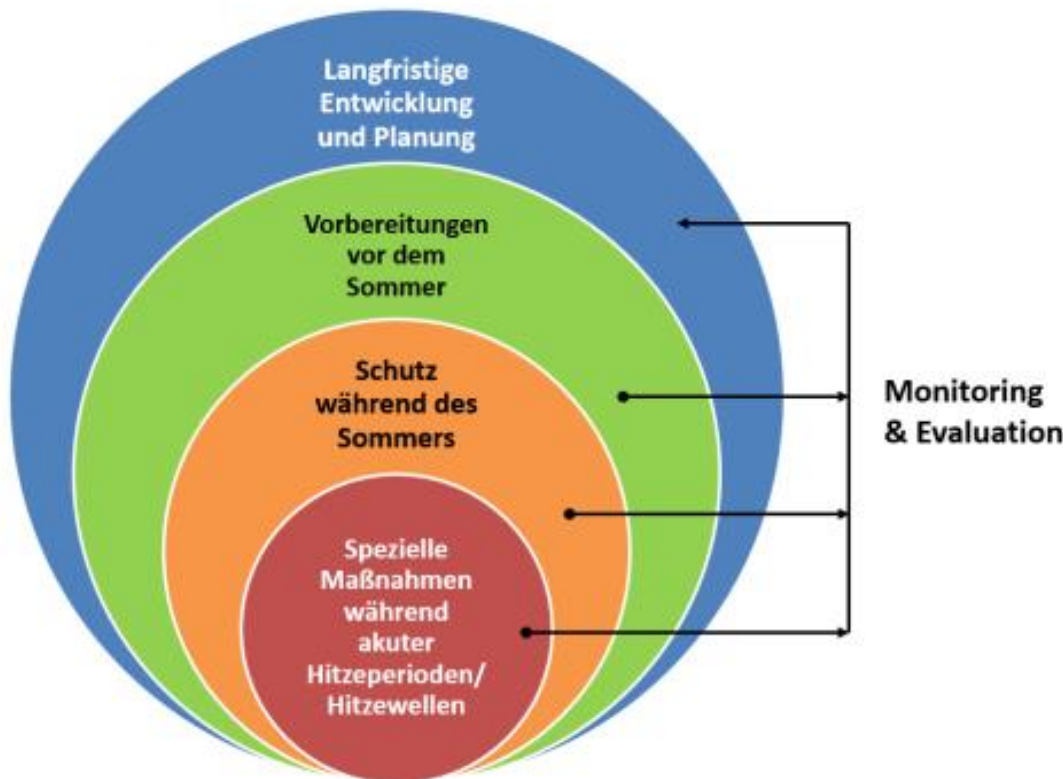 Langfristige
Entwicklung
und Planung
Vorbereitungen
vor dem
Sommer
Schutz
während des
Sommers
Spezielle
Maßnahmen
während
akuter
Hitzeperioden/
Hitzewellen
Monitoring
& Evaluation